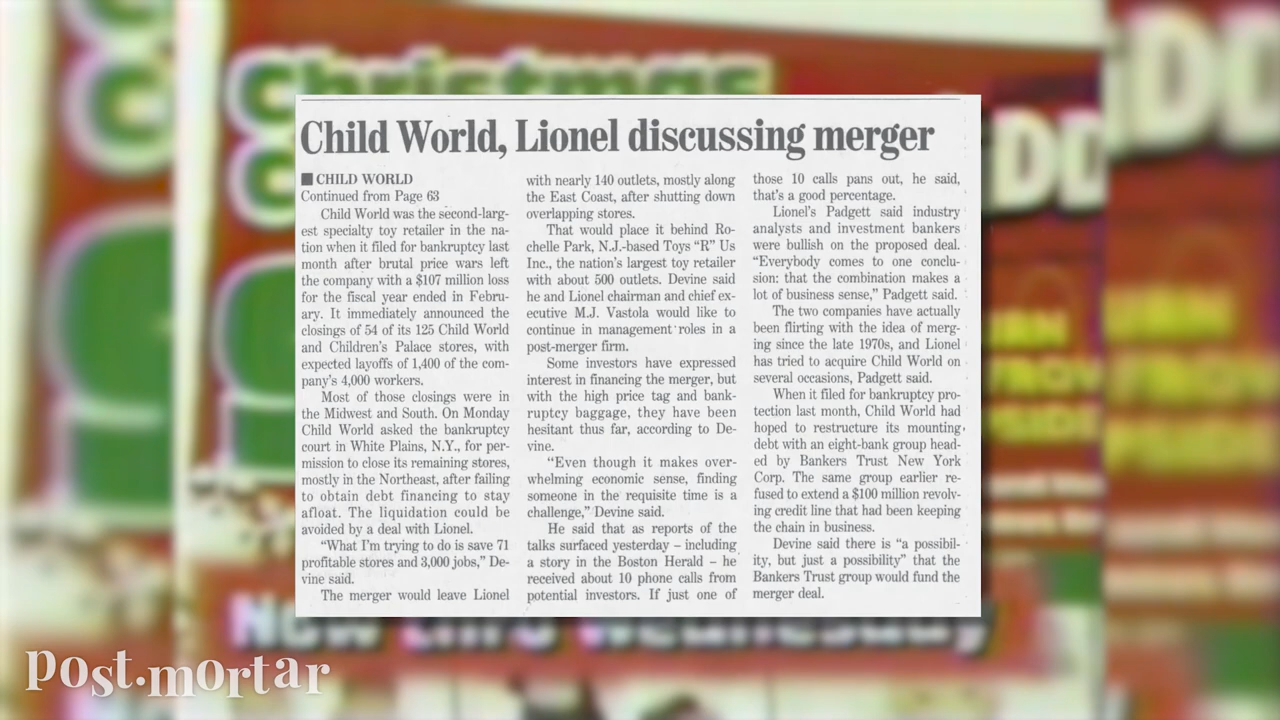 Christmas
Child World, Lionel discussing merger
■ CHILD WORLD
Continued from Page 63
Child World was the second-larg-
est specialty toy retailer in the na-
tion when it filed for bankruptcy last
month after brutal price wars left
the company with a $107 million loss
for the fiscal year ended in Febru-
ary. It immediately announced the
closings of 54 of its 125 Child World
and Children's Palace stores, with
expected layoffs of 1,400 of the com-
pany's 4,000 workers.
Most of those closings were in
the Midwest and South. On Monday
Child World asked the bankruptcy
court in White Plains, N.Y., for per-
mission to close its remaining stores,
mostly in the Northeast, after failing
to obtain debt financing to stay
afloat. The liquidation could be
avoided by a deal with Lionel.
“What I'm trying to do is save 71
profitable stores and 3,000 jobs,” De-
vine said.
The merger would leave Lionel
with nearly 140 outlets, mostly along
the East Coast, after shutting down
overlapping stores.
That would place it behind Ro-
chelle Park, N.J.-based Toys “R” Us
Inc., the nation's largest toy retailer
with about 500 outlets. Devine said
he and Lionel chairman and chief ex-
ecutive M.J. Vastola would like to
continue in management roles in a
post-merger firm.
Some investors have expressed
interest in financing the merger, but
with the high price tag and bank-
ruptcy baggage, they have been
hesitant thus far, according to De-
vine.
“Even though it makes over-
whelming economic sense, finding
someone in the requisite time is a
challenge,” Devine said.
He said that as reports of the
talks surfaced yesterday – including
a story in the Boston Herald – he
received about 10 phone calls from
potential investors. If just one of
those 10 calls pans out, he said,
that's a good percentage.
Lionel's Padgett said industry
analysts and investment bankers
were bullish on the proposed deal.
“Everybody comes to one conclu-
sion: that the combination makes a
lot of business sense,” Padgett said.
The two companies have actually
been flirting with the idea of merg-
ing since the late 1970s, and Lionel
has tried to acquire Child World on
several occasions, Padgett said.
When it filed for bankruptcy pro-
tection last month, Child World had
hoped to restructure its mounting
debt with an eight-bank group head-
ed by Bankers Trust New York
Corp. The same group earlier re-
fused to extend a $100 million revolv-
ing credit line that had been keeping
the chain in business.
Devine said there is “a possibil-
ity, but just a possibility” that the
Bankers Trust group would fund the
merger deal.
Now thru Wednesday
post.mortar